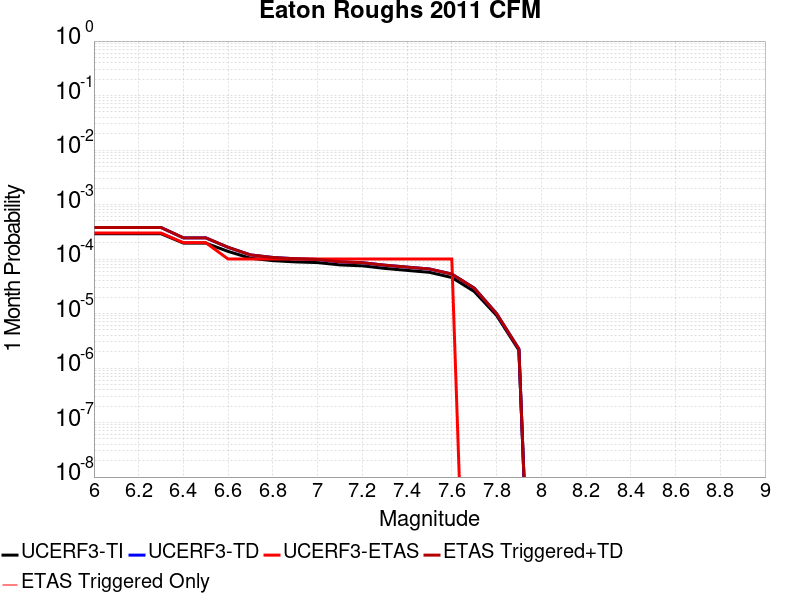 Eaton Roughs 2011 CFM
10^0
10^-1
10^-2
10^-3
10^-4
10^-5
10^-6
10^-7
10^-8
1 Month Probability
6 6.2 6.4 6.6 6.8 7 7.2 7.4 7.6 7.8 8 8.2 8.4 8.6 8.8 9
Magnitude
UCERF3-TI UCERF3-TD UCERF3-ETAS ETAS Triggered+TD
ETAS Triggered Only